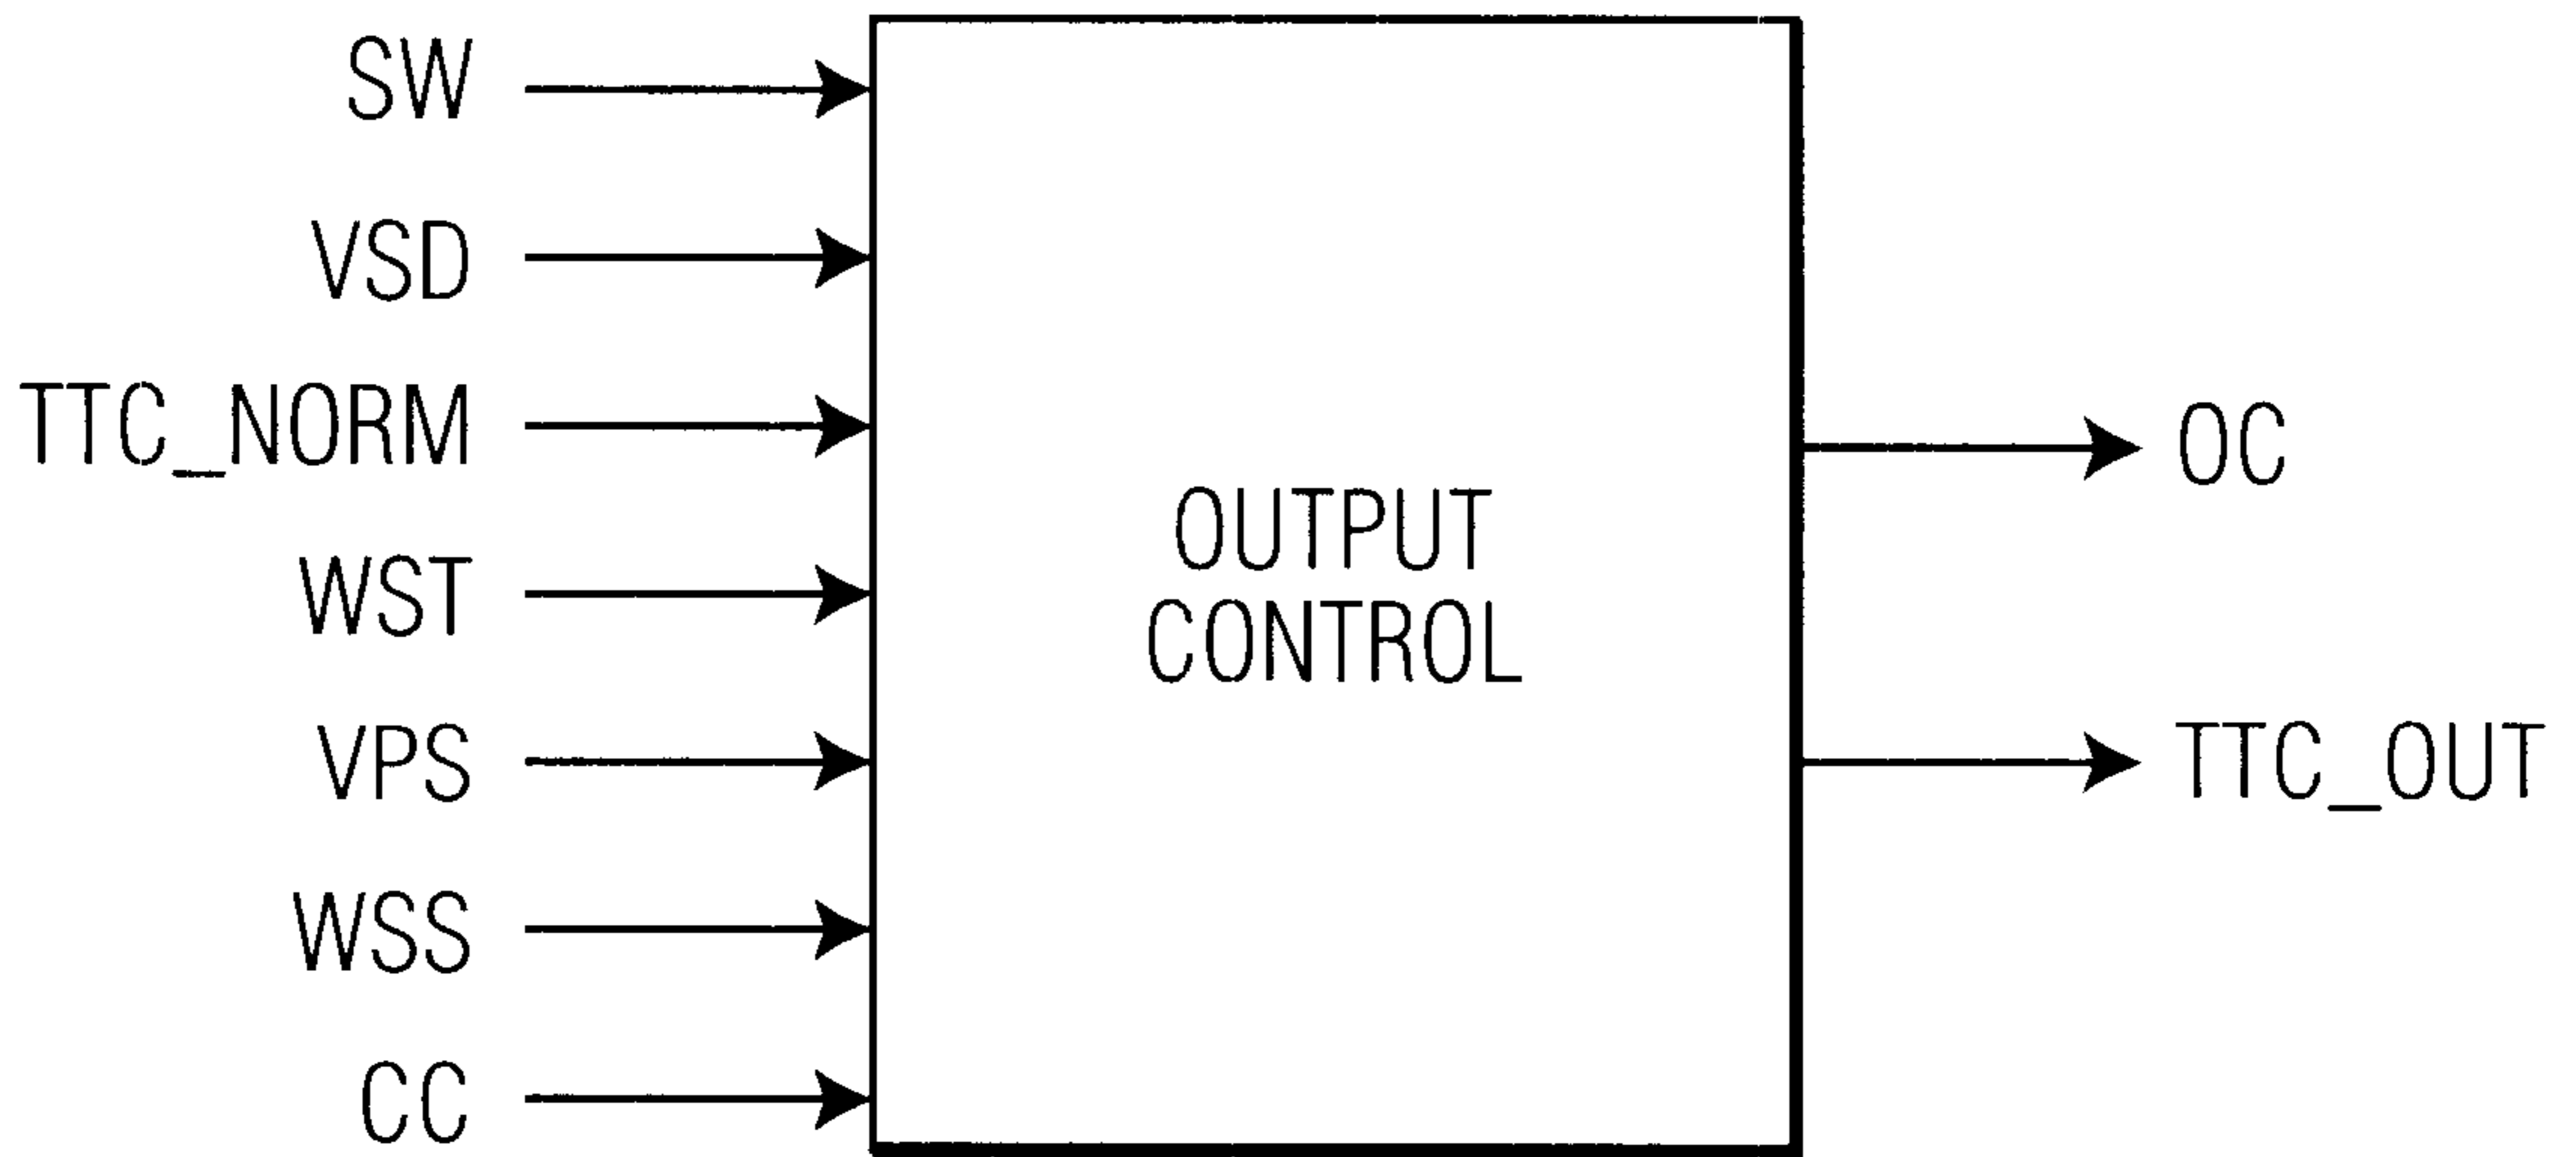 SW
VSD
TTC_NORM
WST
VPS
WSS
CC
OUTPUT
CONTROL
OC
TTC_OUT